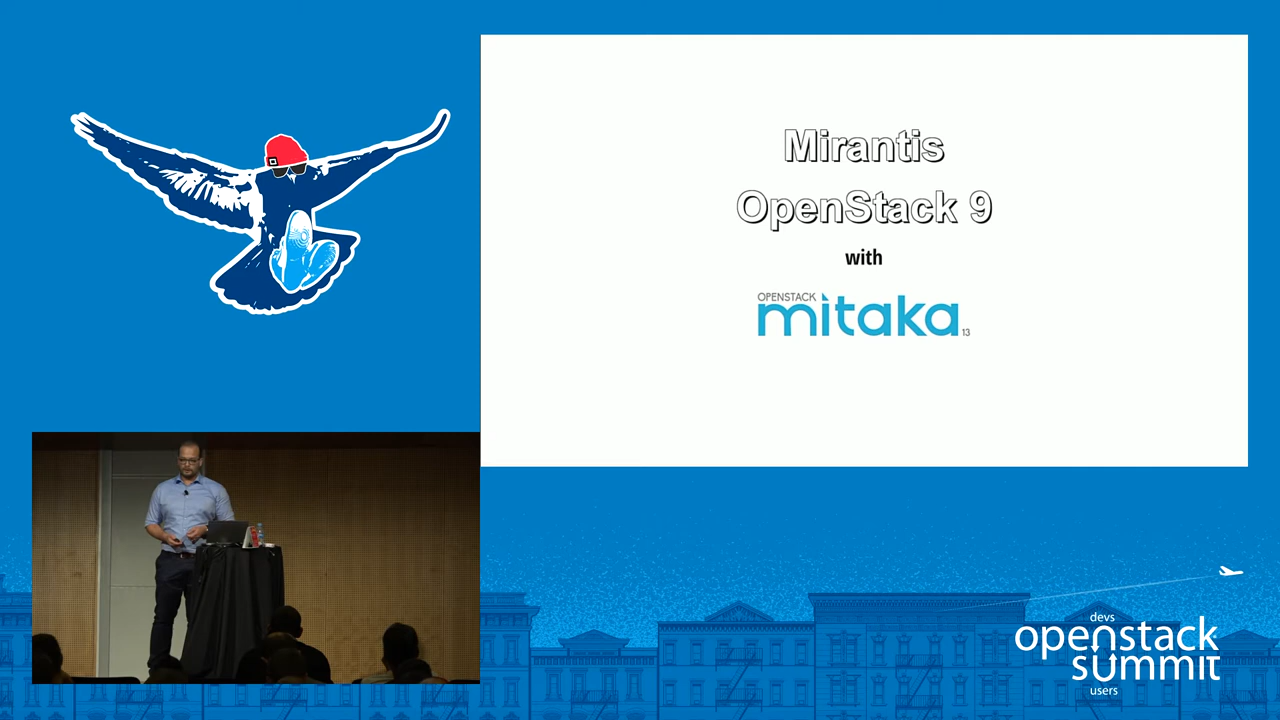 Mirantis
OpenStack 9
with
OPENSTACK
mitaka
13
devs
openstack
summit
users